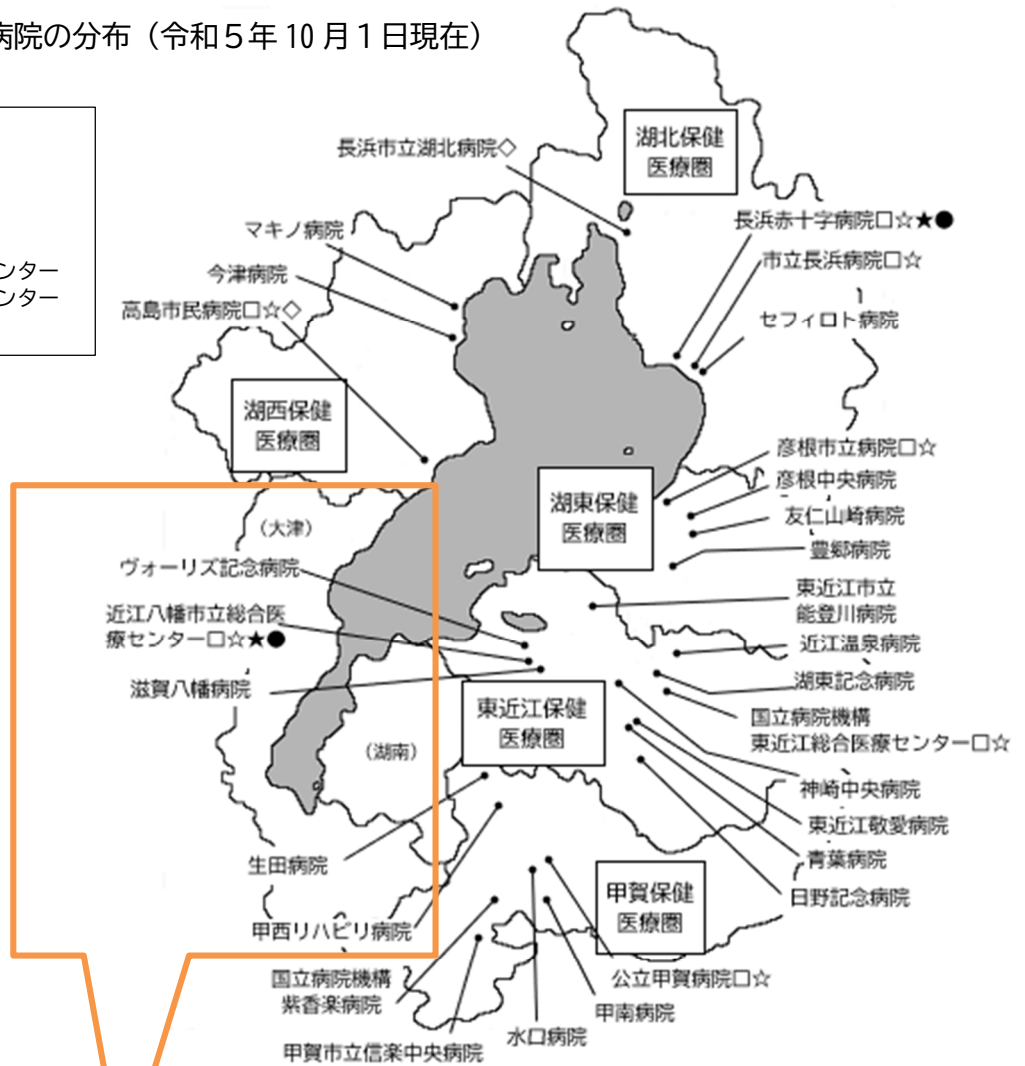 病院の分布（令和５年10月１日現在）
ンター
ンター
湖北保健
医療圏
長浜市立湖北病院◇
長浜赤十字病院□☆★●
マキノ病院
市立長浜病院□☆
今津病院
高島市民病院□☆◇
セフィロト病院
湖西保健
医療圏
彦根市立病院□☆
彦根中央病院
湖東保健
医療圏
（大津）
友仁山崎病院
豊郷病院
ヴォーリズ記念病院
東近江市立
能登川病院
近江八幡市立総合医
療センター□☆★●
近江温泉病院
滋賀八幡病院
湖東記念病院
東近江保健
医療圏
国立病院機構
東近江総合医療センター□☆
（湖南）
神崎中央病院
東近江敬愛病院
生田病院
青葉病院
甲賀保健
医療圏
日野記念病院
甲西リハビリ病院
国立病院機構
紫香楽病院
公立甲賀病院□☆
甲南病院
水口病院
甲賀市立信楽中央病院